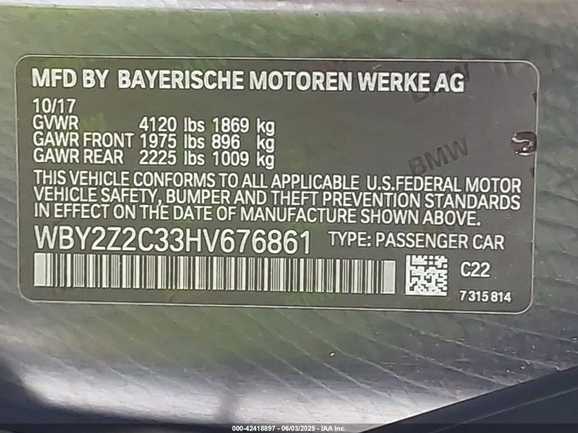 MFD BY BAYERISCHE MOTOREN WERKE AG
10/17
GVWR 4120 lbs 1869 kg
GAWR FRONT 1975 lbs 896 kg
GAWR REAR 2225 lbs 1009 kg
THIS VEHICLE CONFORMS TO ALL APPLICABLE U.S.FEDERAL MOTOR
VEHICLE SAFETY, BUMPER AND THEFT PREVENTION STANDARDS
IN EFFECT ON THE DATE OF MANUFACTURE SHOWN ABOVE.
WBY2Z2C33HV676861 TYPE: PASSENGER CAR
C22
7 315 814
BMW
000-42418897 - 06/03/2025 - IAA Inc.